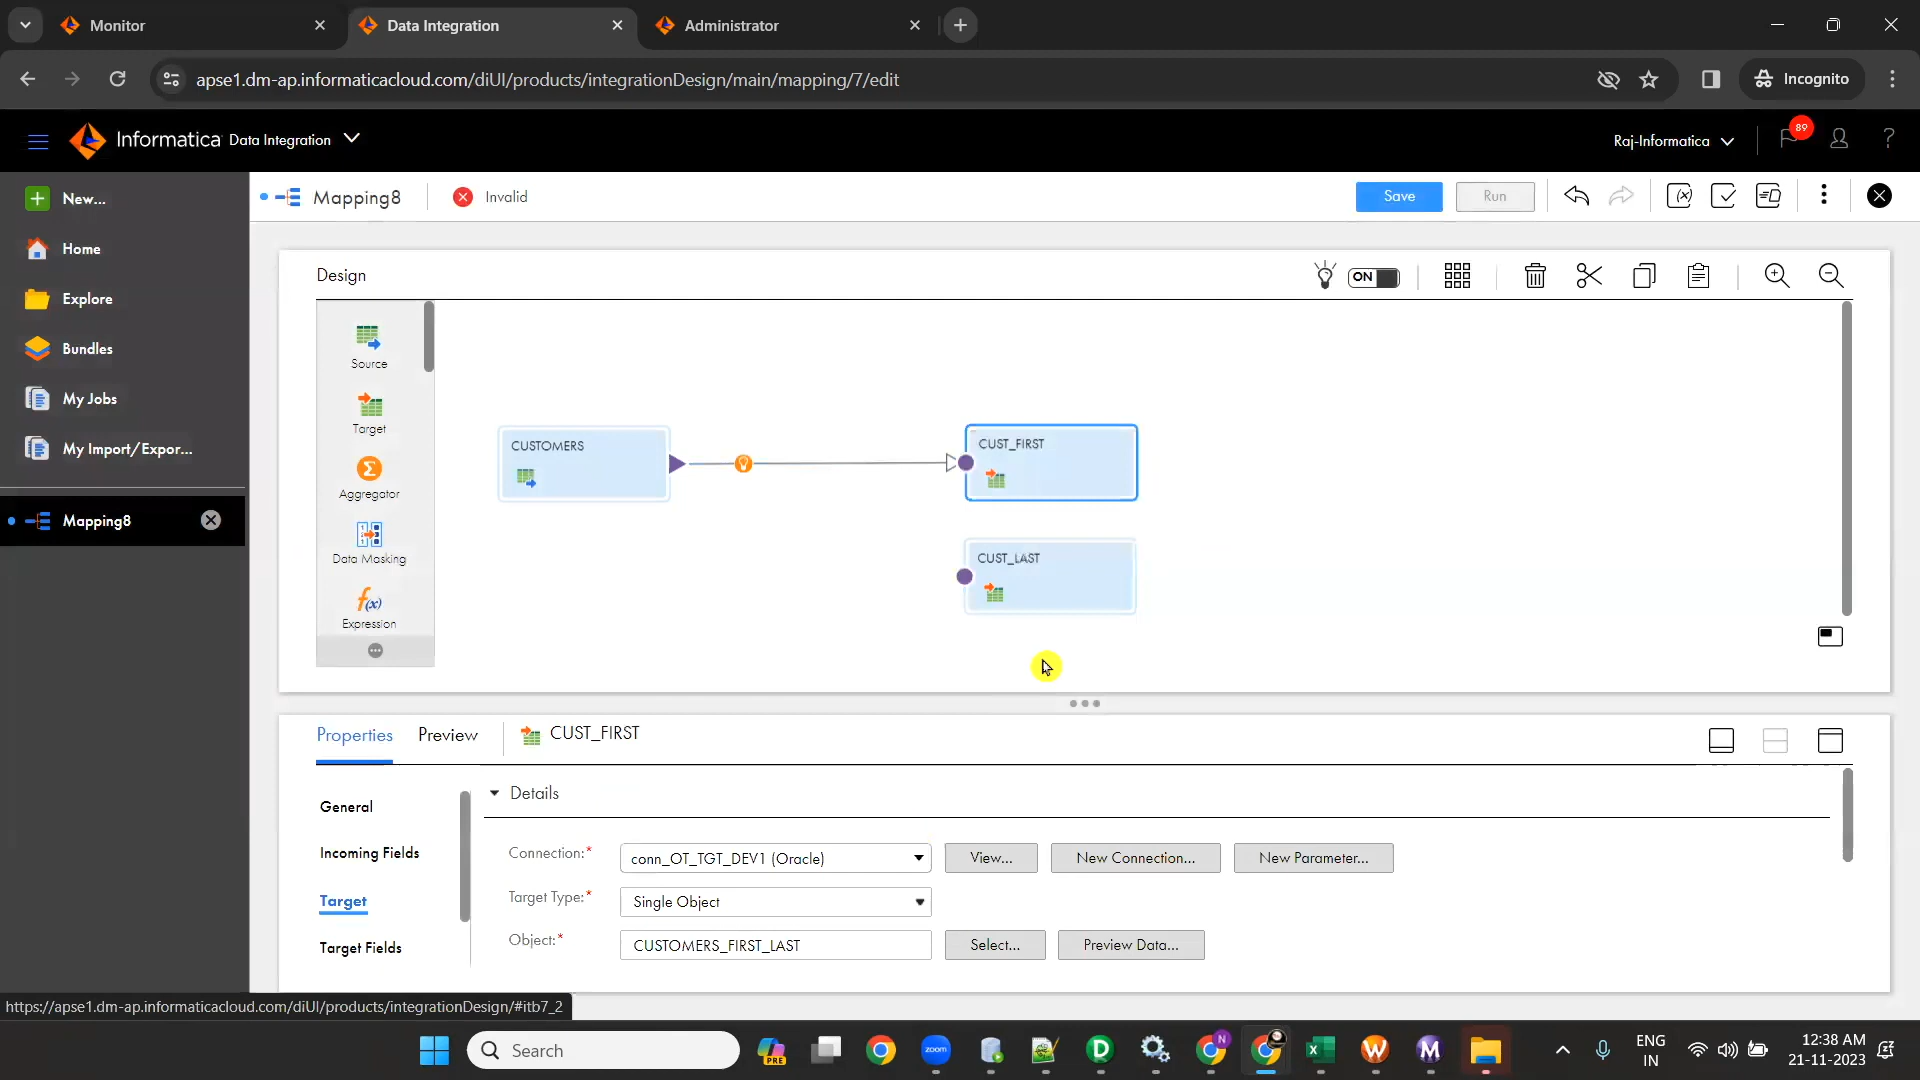 Monitor
Data Integration
Administrator
apse1.dm-ap.informaticacloud.com/diUI/products/integrationDesign/main/mapping/7/edit
Incognito
Informatica Data Integration
Raj-Informatica
89
?
New...
Home
Explore
Bundles
My Jobs
My Import/Expor...
Mapping8
Mapping8
Invalid
Save
Run
Design
ON
Source
Target
Aggregator
Data Masking
Expression
CUSTOMERS
CUST_FIRST
CUST_LAST
Properties
Preview
CUST_FIRST
General
Incoming Fields
Target
Target Fields
Details
Connection:*
conn_OT_TGT_DEV1 (Oracle)
View...
New Connection...
New Parameter...
Target Type:*
Single Object
Object:*
CUSTOMERS_FIRST_LAST
Select...
Preview Data...
https://apse1.dm-ap.informaticacloud.com/diUI/products/integrationDesign/#itb7_2
Search
PRE
zoom
ENG
IN
12:38 AM
21-11-2023